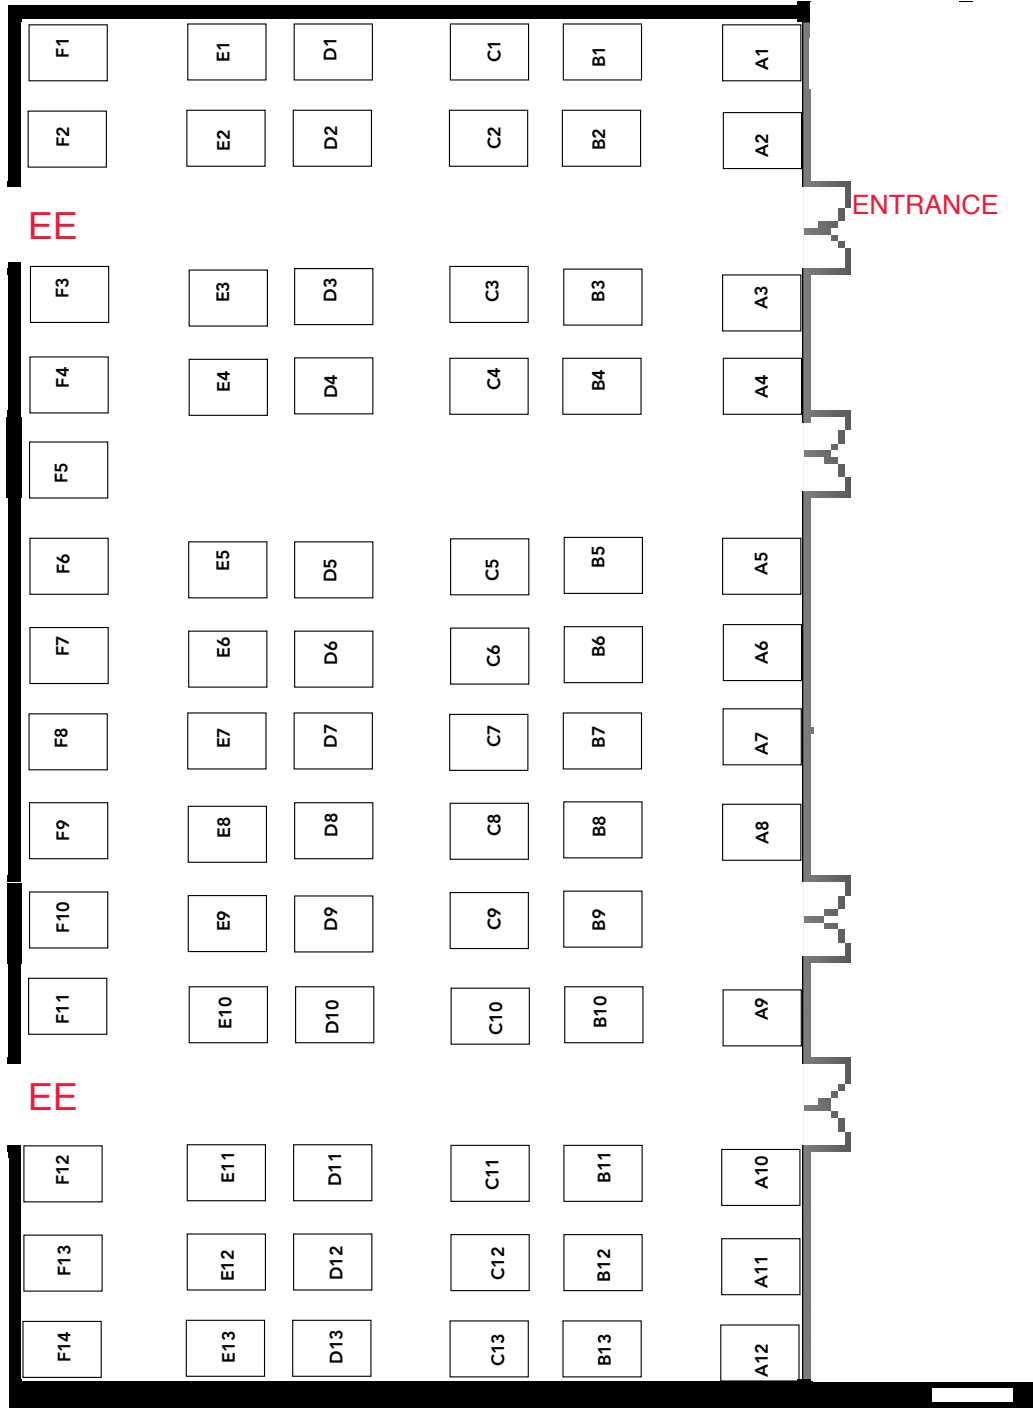 F1 E1 D1 C1 B1 A1
F2 E2 D2 C2 B2 A2
EE ENTRANCE
F3 E3 D3 C3 B3 A3
F4 E4 D4 C4 B4 A4
F5
F6 E5 D5 C5 B5 A5
F7 E6 D6 C6 B6 A6
F8 E7 D7 C7 B7 A7
F9 E8 D8 C8 B8 A8
F10 E9 D9 C9 B9
F11 E10 D10 C10 B10 A9
EE
F12 E11 D11 C11 B11 A10
F13 E12 D12 C12 B12 A11
F14 E13 D13 C13 B13 A12